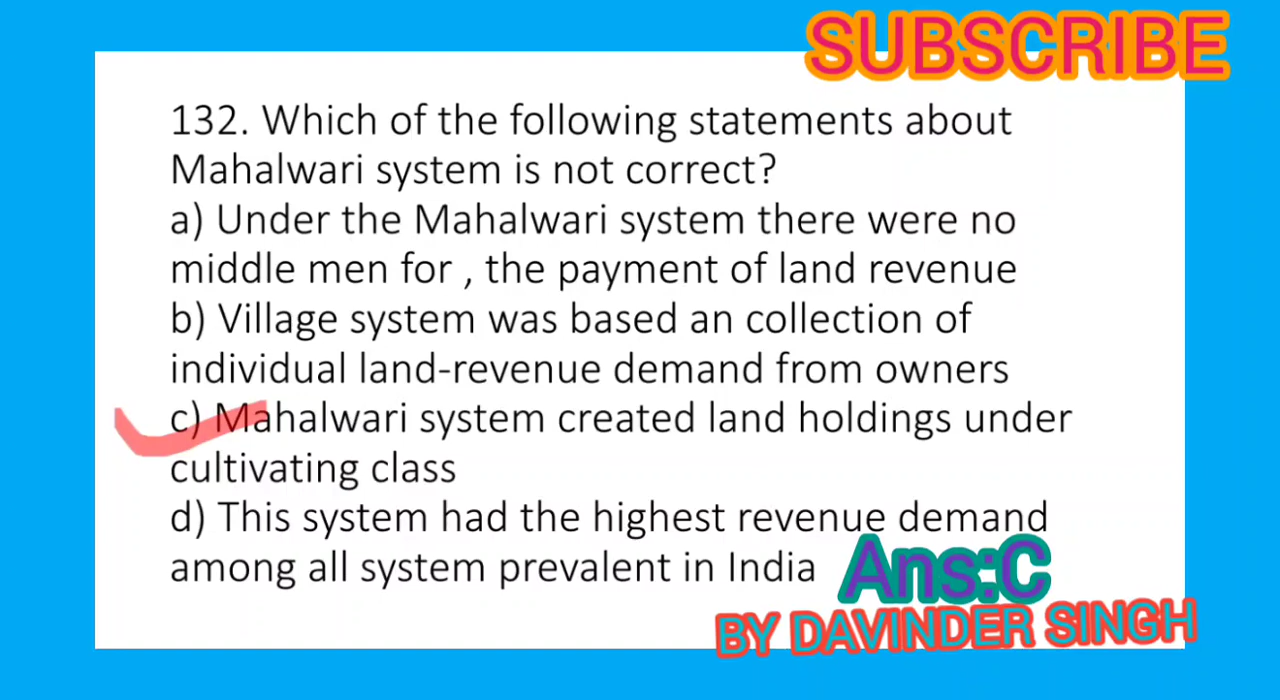 SUBSCRIBE
132. Which of the following statements about
Mahalwari system is not correct?
a) Under the Mahalwari system there were no
middle men for , the payment of land revenue
b) Village system was based an collection of
individual land-revenue demand from owners
c) Mahalwari system created land holdings under
cultivating class
d) This system had the highest revenue demand
among all system prevalent in India
Ans:C
BY DAVINDER SINGH